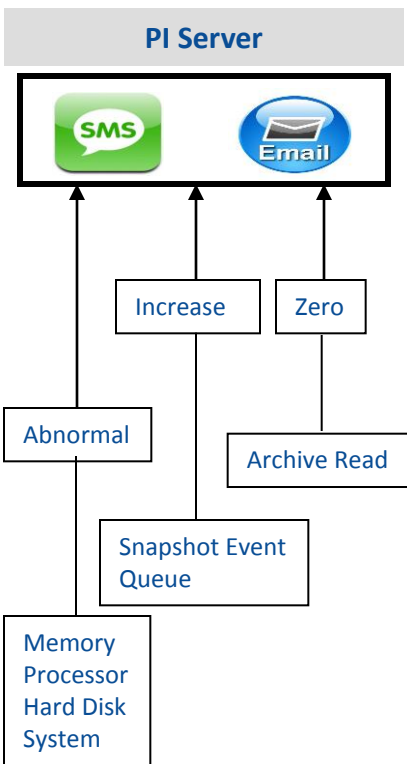 PI Server
SMS
Email
Increase
Zero
Abnormal
Archive Read
Snapshot Event
Queue
Memory
Processor
Hard Disk
System